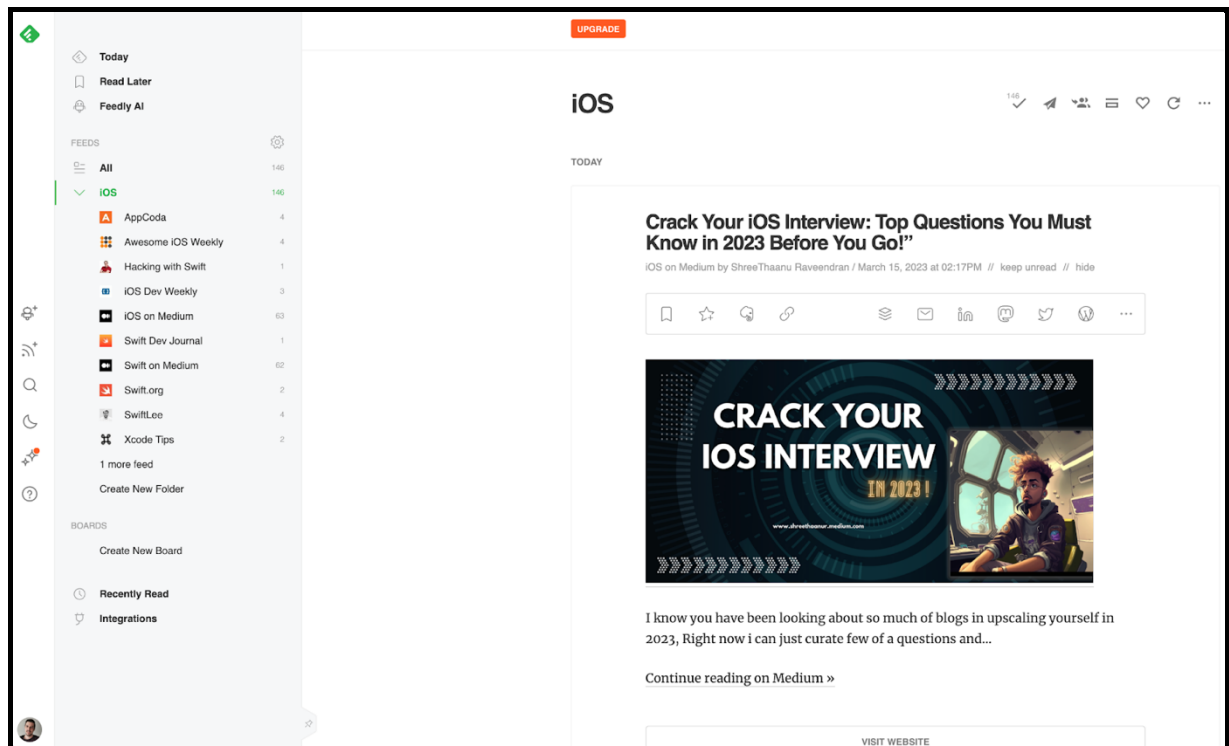 UPGRADE
Today
Read Later
Feedly AI
FEEDS
All 146
iOS 146
AppCoda 4
Awesome iOS Weekly 4
Hacking with Swift 1
iOS Dev Weekly 3
iOS on Medium 63
Swift Dev Journal 1
Swift on Medium 62
Swift.org 2
SwiftLee 4
Xcode Tips 2
1 more feed
Create New Folder
BOARDS
Create New Board
Recently Read
Integrations
iOS
146
TODAY
Crack Your iOS Interview: Top Questions You Must
Know in 2023 Before You Go!”
iOS on Medium by ShreeThaanu Raveendran / March 15, 2023 at 02:17PM // keep unread // hide
CRACK YOUR
IOS INTERVIEW
IN 2023 !
www.shreethaanur.medium.com
I know you have been looking about so much of blogs in upscaling yourself in
2023, Right now i can just curate few of a questions and...
Continue reading on Medium »
VISIT WEBSITE